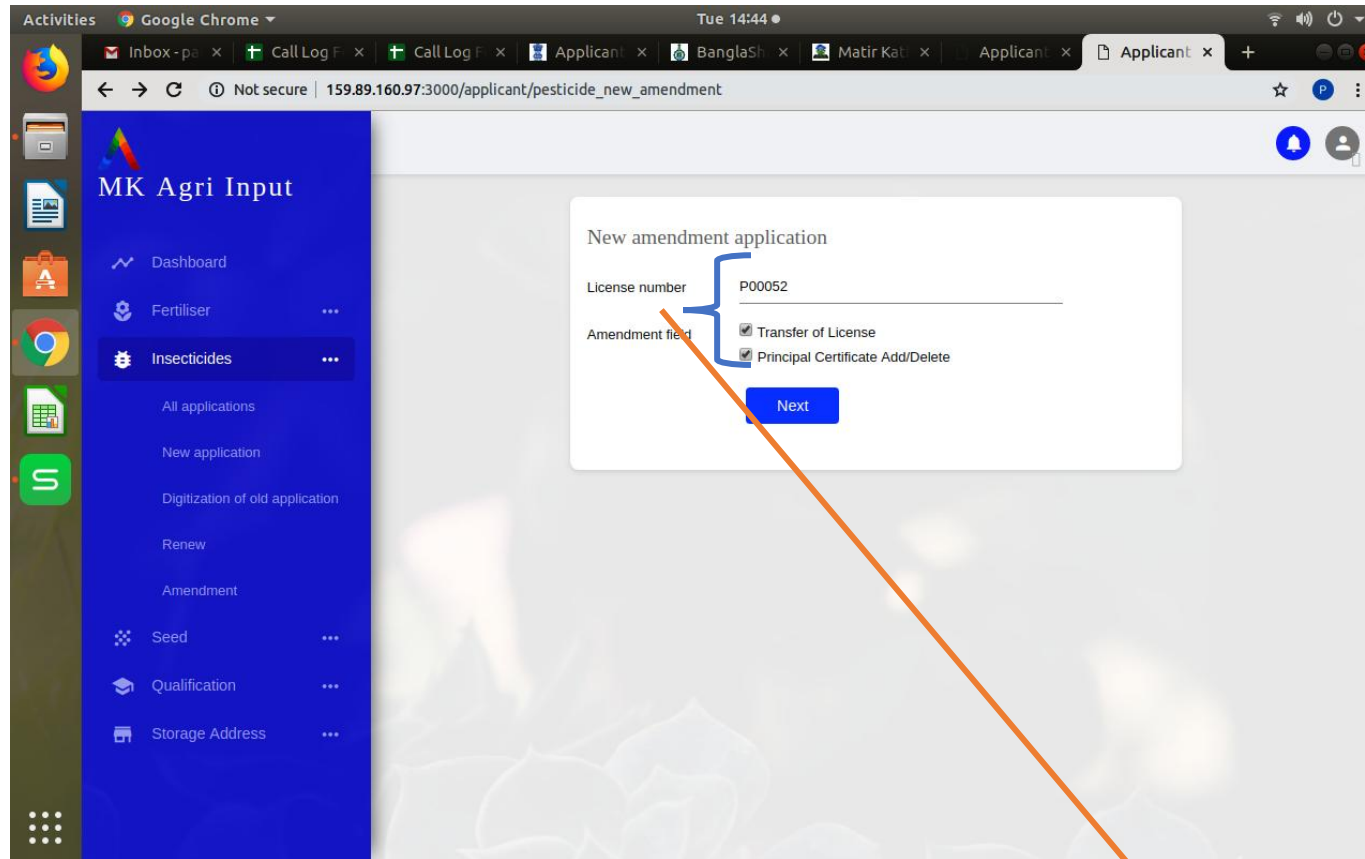 Activities Google Chrome Tue 14:44
Inbox - pa Call Log F Call Log F Applicant BanglaSh Matir Kat Applicant Applicant
Not secure 159.89.160.97:3000/applicant/pesticide_new_amendment P
MK Agri Input
Dashboard
Fertiliser
Insecticides
All applications
New application
Digitization of old application
Renew
Amendment
Seed
Qualification
Storage Address
New amendment application
License number P00052
Amendment field Transfer of License
Principal Certificate Add/Delete
Next